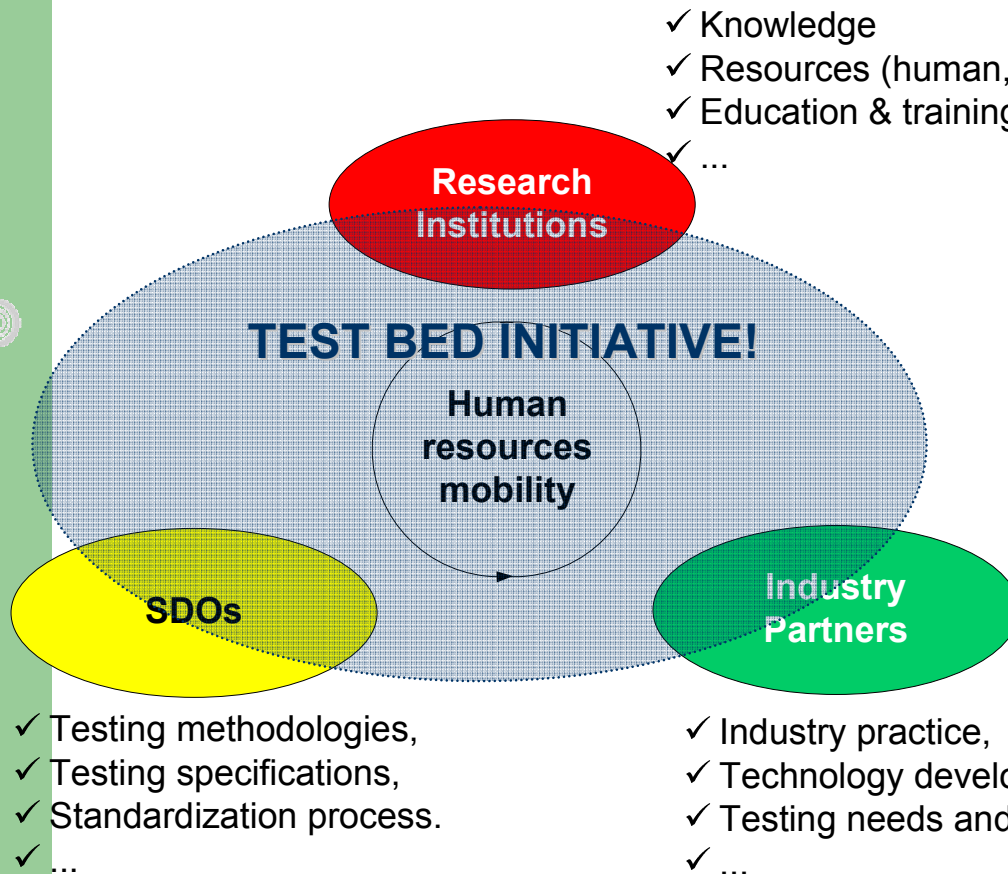 ✓ Knowledge
✓ Resources (human,
✓ Education & training
✓ ...
Research
Institutions
TEST BED INITIATIVE!
Human
resources
mobility
SDOs
Industry
Partners
✓ Testing methodologies,
✓ Testing specifications,
✓ Standardization process.
✓ ...
✓ Industry practice,
✓ Technology develo
✓ Testing needs and
✓ ...